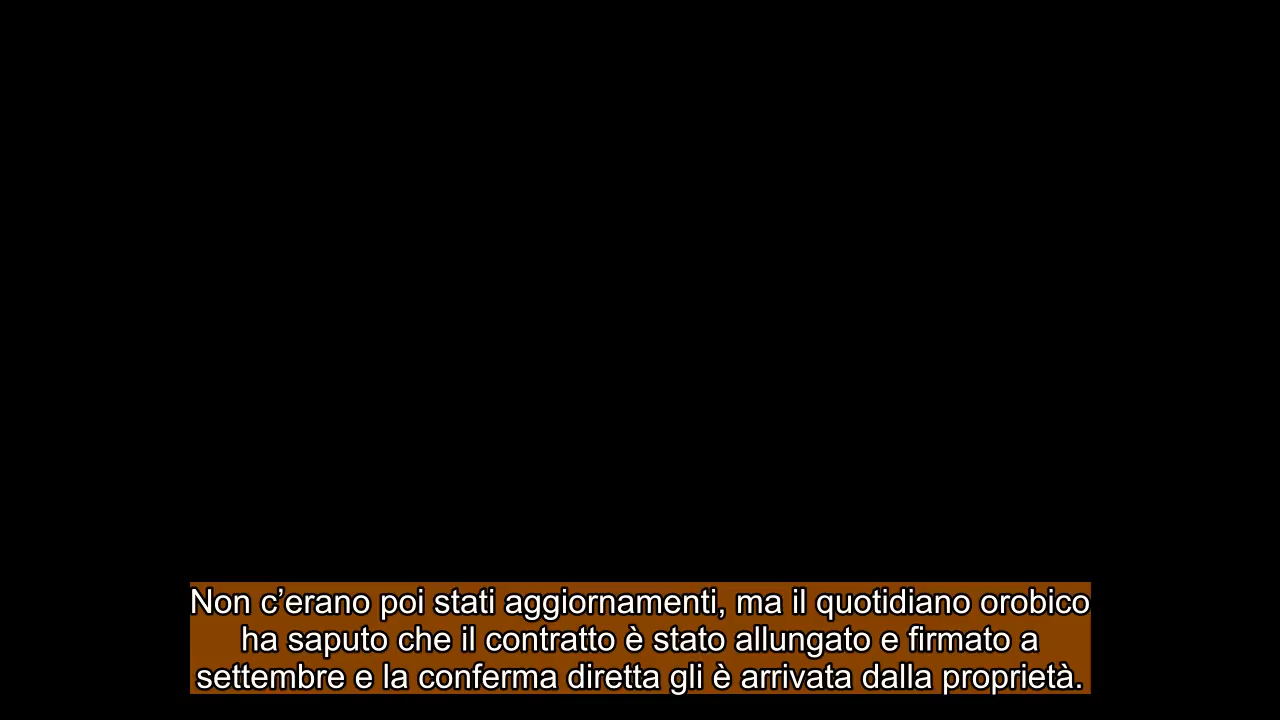 Non c’erano poi stati aggiornamenti, ma il quotidiano orobico
ha saputo che il contratto è stato allungato e firmato a
settembre e la conferma diretta gli è arrivata dalla proprietà.